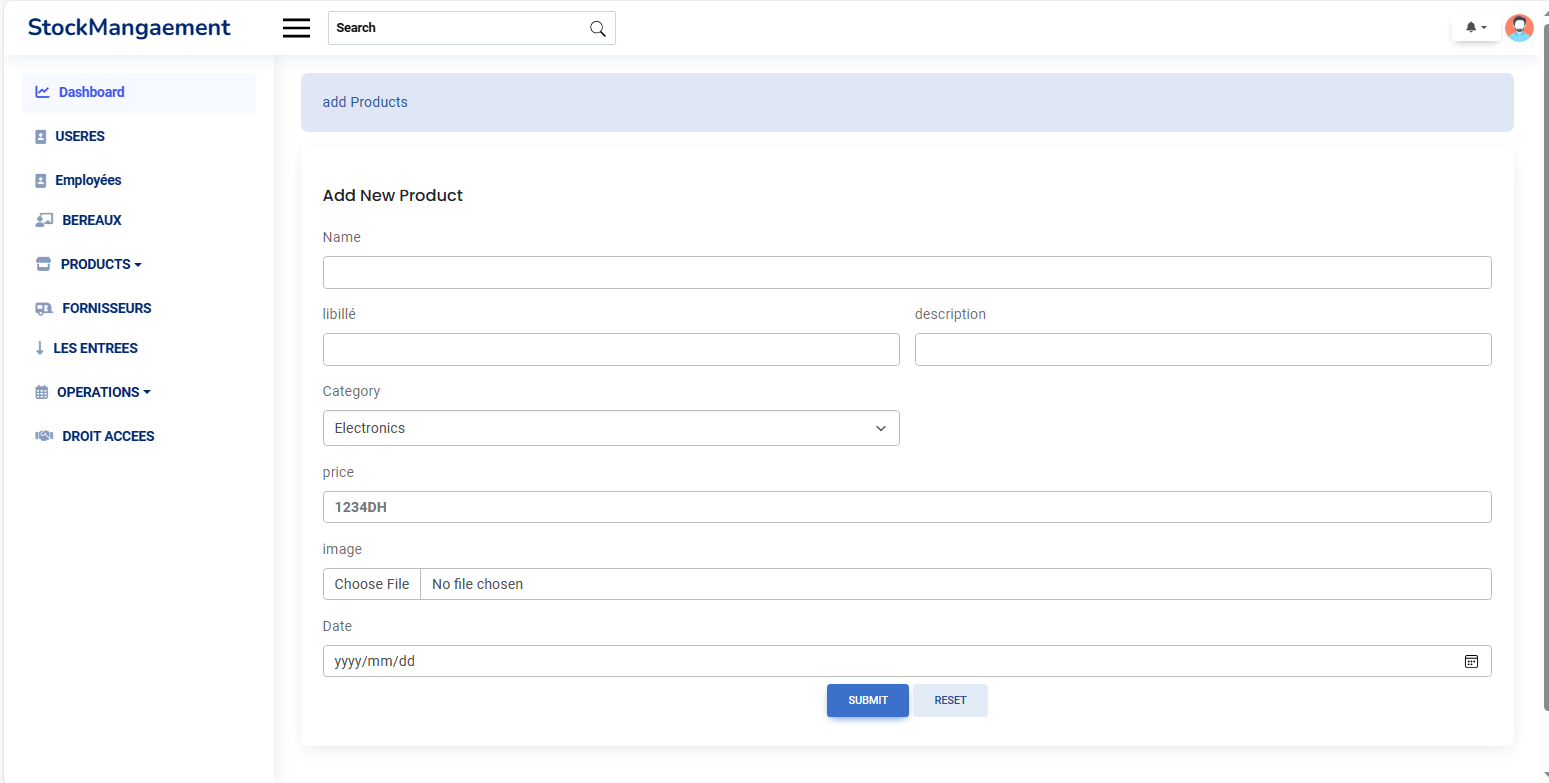 StockMangaement
Search
Dashboard
USERES
Employées
BEREAUX
PRODUCTS
FORNISSEURS
LES ENTREES
OPERATIONS
DROIT ACCEES
add Products
Add New Product
Name
libillé description
Category
Electronics
price
1234DH
image
Choose File No file chosen
Date
yyyy/mm/dd
SUBMIT RESET